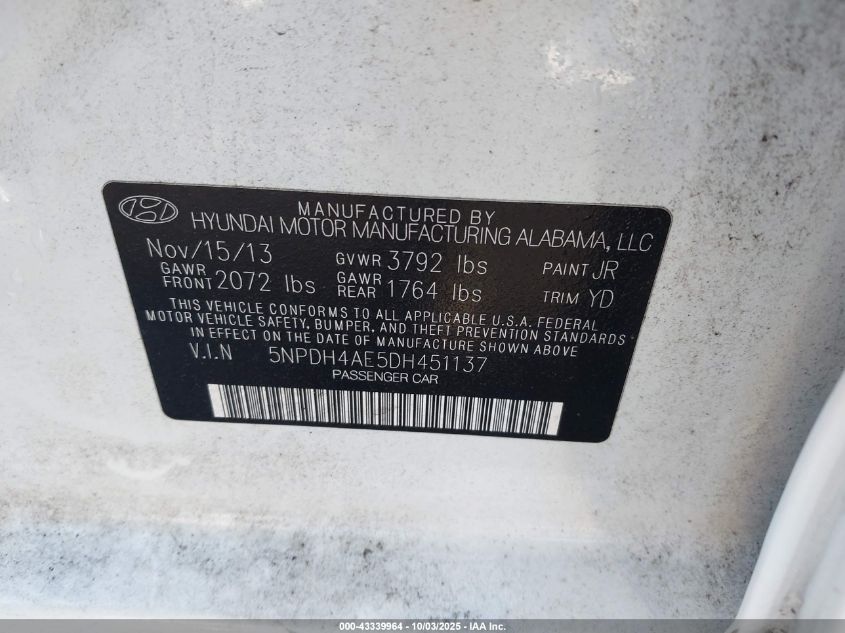 MANUFACTURED BY
HYUNDAI MOTOR MANUFACTURING ALABAMA, LLC
Nov/15/13 GVWR 3792 lbs PAINT JR
GAWR FRONT 2072 lbs GAWR REAR 1764 lbs TRIM YD
THIS VEHICLE CONFORMS TO ALL APPLICABLE U.S.A. FEDERAL
MOTOR VEHICLE SAFETY, BUMPER, AND THEFT PREVENTION STANDARDS
IN EFFECT ON THE DATE OF MANUFACTURE SHOWN ABOVE.
V.I.N 5NPDH4AE5DH451137
PASSENGER CAR
000-43339964 - 10/03/2025 - IAA Inc.